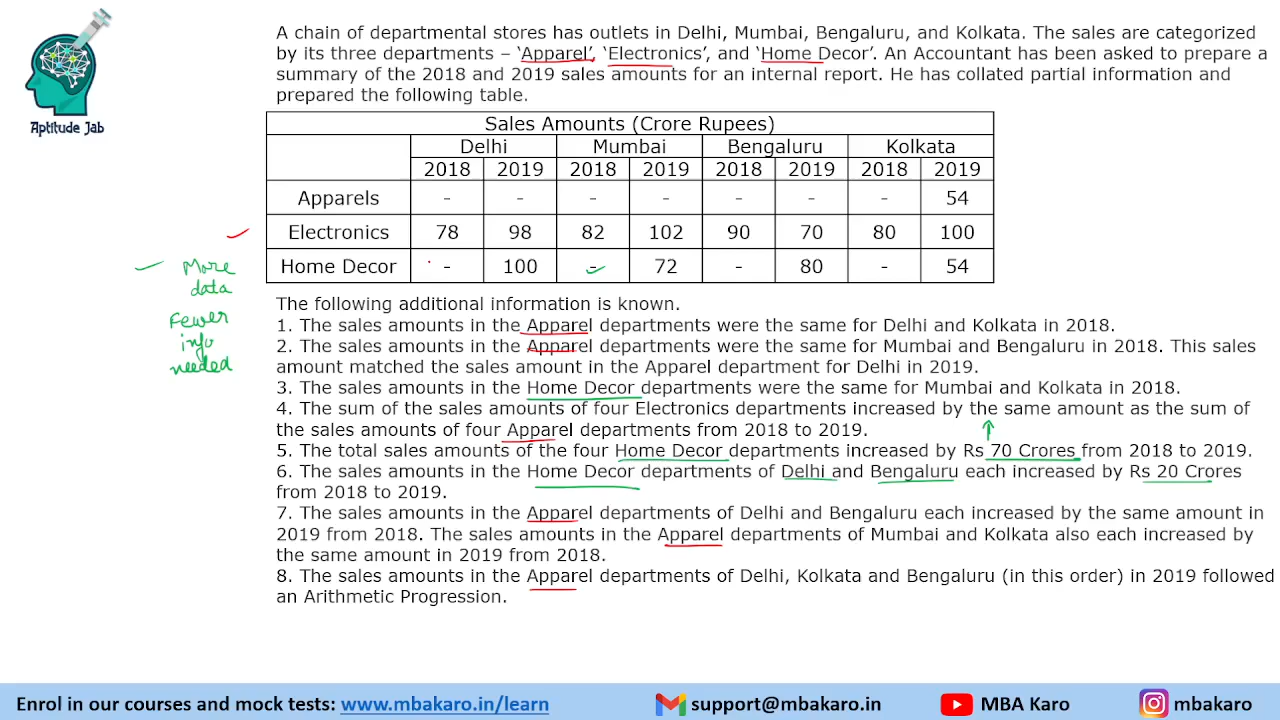 A chain of departmental stores has outlets in Delhi, Mumbai, Bengaluru, and Kolkata. The sales are categorized
by its three departments – ‘Apparel’, ‘Electronics’, and ‘Home Decor’. An Accountant has been asked to prepare a
summary of the 2018 and 2019 sales amounts for an internal report. He has collated partial information and
prepared the following table.
Aptitude Jab
Sales Amounts (Crore Rupees)
Delhi Mumbai Bengaluru Kolkata
2018 2019 2018 2019 2018 2019 2018 2019
Apparels - - - - - - - 54
Electronics 78 98 82 102 90 70 80 100
Home Decor - 100 - 72 - 80 - 54
More
data
Fewer
info
needed
The following additional information is known.
1. The sales amounts in the Apparel departments were the same for Delhi and Kolkata in 2018.
2. The sales amounts in the Apparel departments were the same for Mumbai and Bengaluru in 2018. This sales
amount matched the sales amount in the Apparel department for Delhi in 2019.
3. The sales amounts in the Home Decor departments were the same for Mumbai and Kolkata in 2018.
4. The sum of the sales amounts of four Electronics departments increased by the same amount as the sum of
the sales amounts of four Apparel departments from 2018 to 2019.
5. The total sales amounts of the four Home Decor departments increased by Rs 70 Crores from 2018 to 2019.
6. The sales amounts in the Home Decor departments of Delhi and Bengaluru each increased by Rs 20 Crores
from 2018 to 2019.
7. The sales amounts in the Apparel departments of Delhi and Bengaluru each increased by the same amount in
2019 from 2018. The sales amounts in the Apparel departments of Mumbai and Kolkata also each increased by
the same amount in 2019 from 2018.
8. The sales amounts in the Apparel departments of Delhi, Kolkata and Bengaluru (in this order) in 2019 followed
an Arithmetic Progression.
Enrol in our courses and mock tests: www.mbakaro.in/learn support@mbakaro.in MBA Karo mbakaro